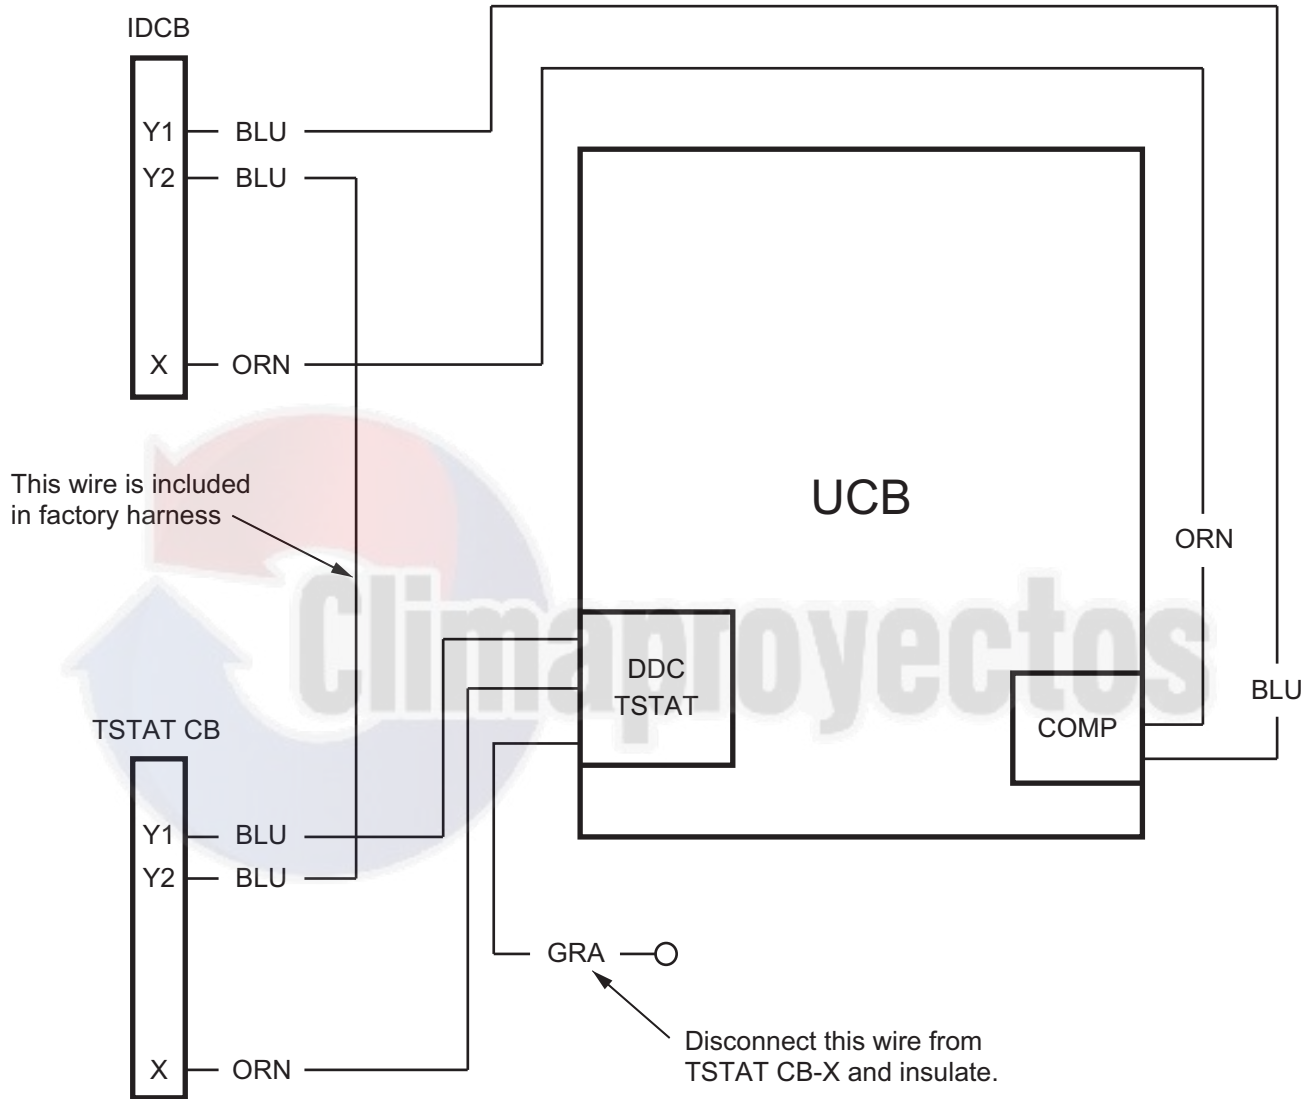 IDCB
Y1 BLU
Y2 BLU
X ORN
This wire is included
in factory harness
UCB
ORN
BLU
DDC
TSTAT
COMP
Climaproyectos
TSTAT CB
Y1 BLU
Y2 BLU
X ORN
GRA
Disconnect this wire from
TSTAT CB-X and insulate.